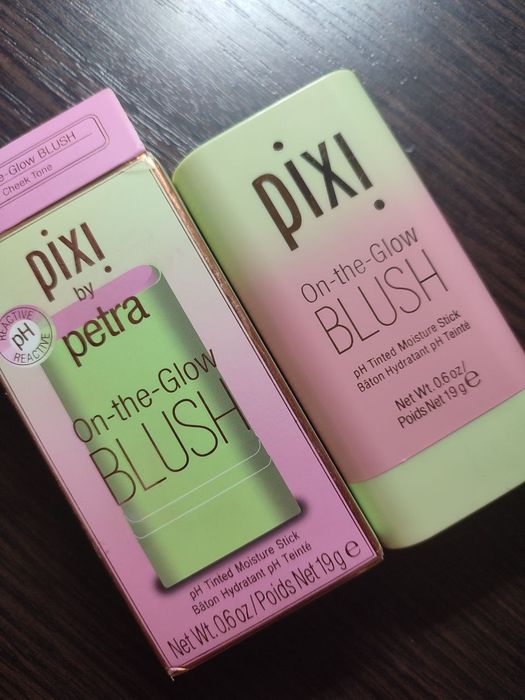 e-Glow BLUSH
Cheek Tone
pixi
by
petra
REACTIVE
pH
REACTIVE
On-the-Glow
BLUSH
pH Tinted Moisture Stick
Bâton Hydratant pH Teinté
Net Wt. 0.6 oz/Poids Net 19 g e
pixi
On-the-Glow
BLUSH
pH Tinted Moisture Stick
Bâton Hydratant pH Teinté
Net Wt. 0.6 oz/
Poids Net 19 g e